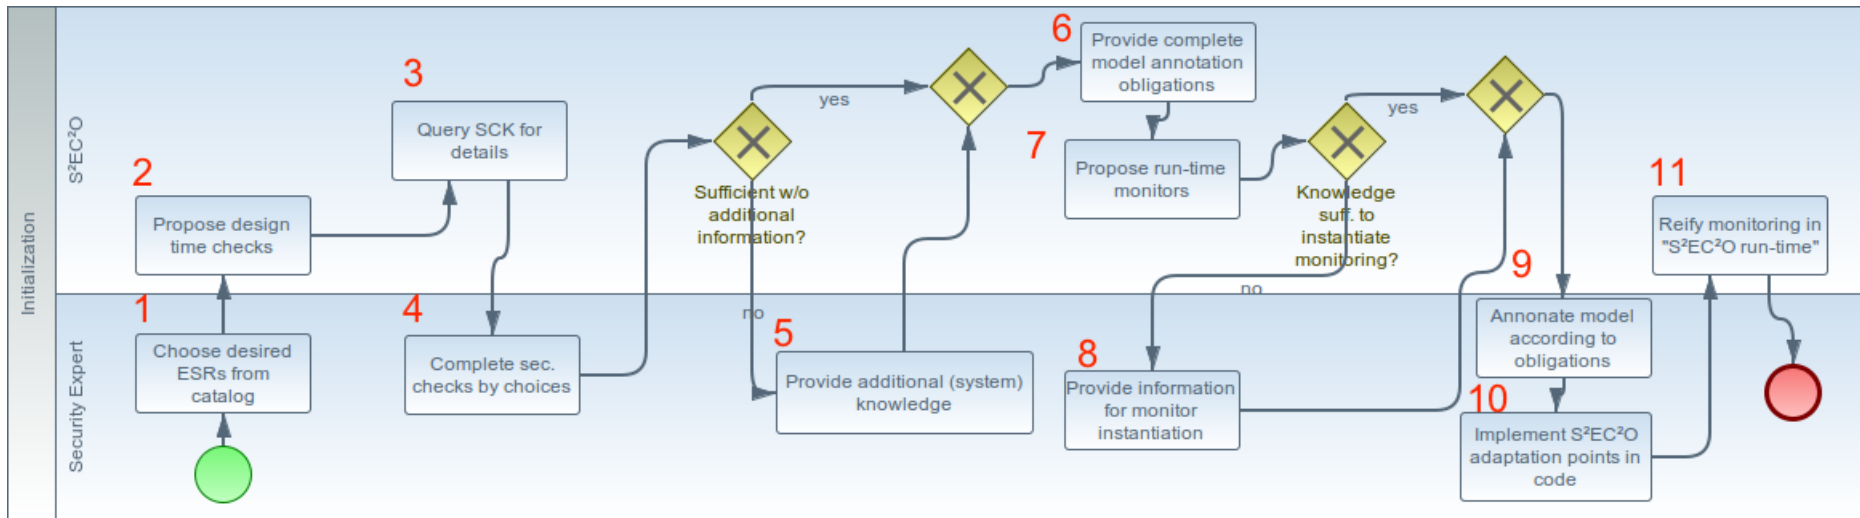 Initialization
S²EC²O
Security Expert
1
Choose desired
ESRs from
catalog
2
Propose design
time checks
3
Query SCK for
details
4
Complete sec.
checks by choices
Sufficient w/o
additional
information?
yes
no
5
Provide additional (system)
knowledge
6
Provide complete
model annotation
obligations
7
Propose run-time
monitors
Knowledge
suff. to
instantiate
monitoring?
yes
no
8
Provide information
for monitor
instantiation
9
Annonate model
according to
obligations
10
Implement S²EC²O
adaptation points in
code
11
Reify monitoring in
"S²EC²O run-time"